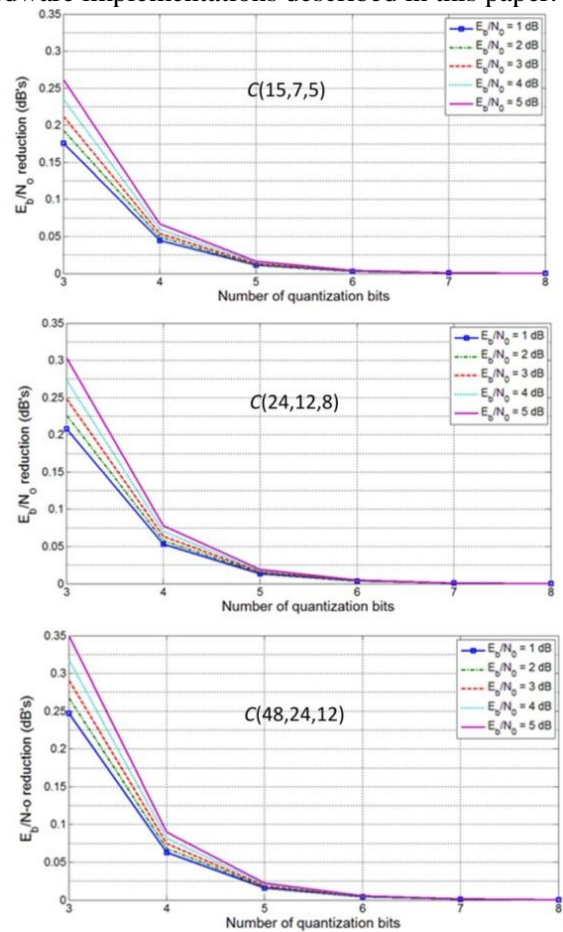 dware implementations described in this paper.
0.35
0.3
0.25
0.2
0.15
0.1
0.05
0
E_b/N_o reduction (dB's)
C(15,7,5)
E_b/N_0 = 1 dB
E_b/N_0 = 2 dB
E_b/N_0 = 3 dB
E_b/N_0 = 4 dB
E_b/N_0 = 5 dB
3 4 5 6 7 8
Number of quantization bits
0.35
0.3
0.25
0.2
0.15
0.1
0.05
0
E_b/N_o reduction (dB's)
C(24,12,8)
E_b/N_0 = 1 dB
E_b/N_0 = 2 dB
E_b/N_0 = 3 dB
E_b/N_0 = 4 dB
E_b/N_0 = 5 dB
3 4 5 6 7 8
Number of quantization bits
0.35
0.3
0.25
0.2
0.15
0.1
0.05
0
E_b/N-o reduction (dB's)
C(48,24,12)
E_b/N_0 = 1 dB
E_b/N_0 = 2 dB
E_b/N_0 = 3 dB
E_b/N_0 = 4 dB
E_b/N_0 = 5 dB
3 4 5 6 7 8
Number of quantization bits